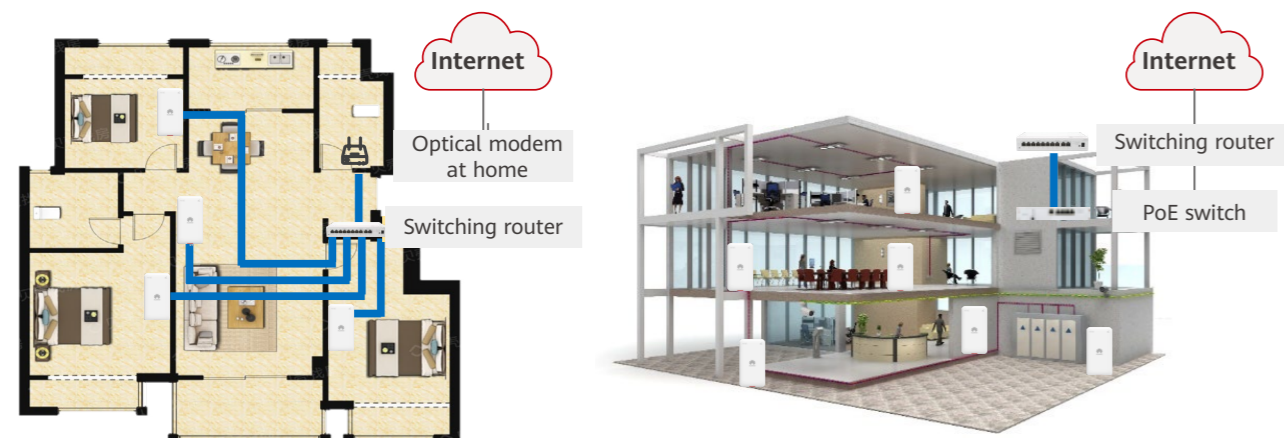 Internet
Optical modem
at home
Switching router
Internet
Switching router
PoE switch